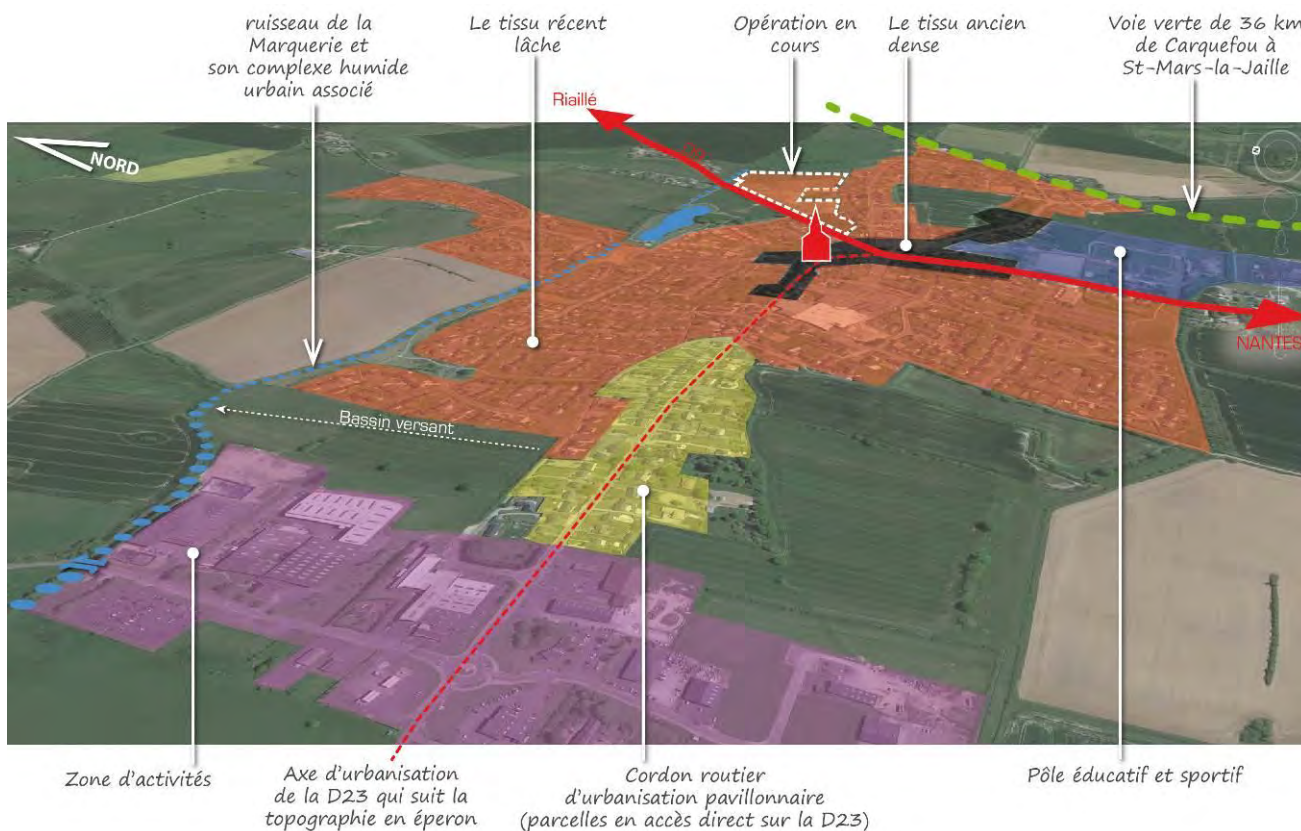 ruisseau de la
Marquerie et
son complexe humide
urbain associé
Le tissu récent
lâche
Opération en
cours
Le tissu ancien
dense
Voie verte de 36 km
de Carquefou à
St-Mars-la-Jaille
Riaillé
NORD
NANTES
Bassin versant
Zone d'activités
Axe d'urbanisation
de la D23 qui suit la
topographie en éperon
Cordon routier
d'urbanisation pavillonnaire
(parcelles en accès direct sur la D23)
Pôle éducatif et sportif